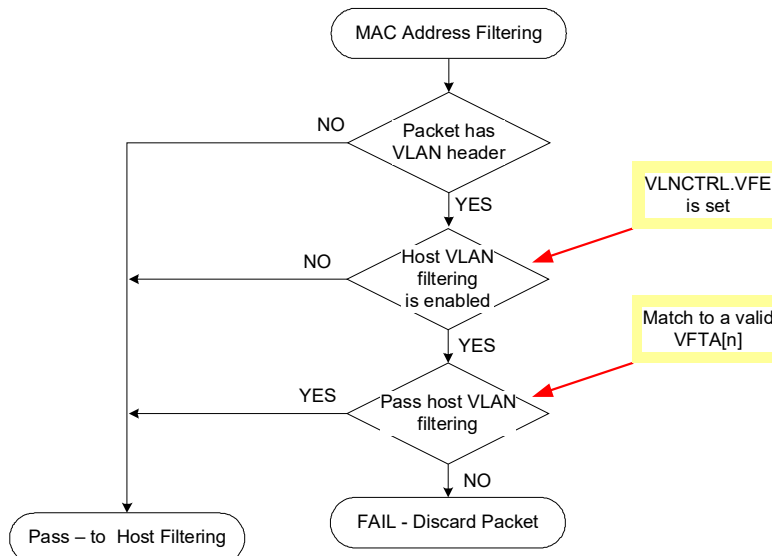 MAC Address Filtering
NO
Packet has
VLAN header
YES
VLNCTRL.VFE
is set
NO
Host VLAN
filtering
is enabled
YES
Match to a valid
VFTA[n]
YES
Pass host VLAN
filtering
NO
Pass – to Host Filtering
FAIL - Discard Packet